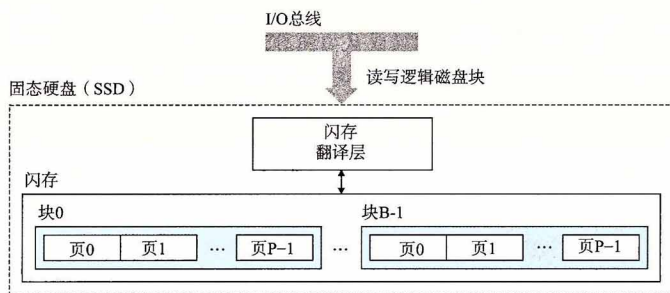 I/O总线
读写逻辑磁盘块
固态硬盘（SSD）
闪存
翻译层
闪存
块0 块B-1
页0 页1 … 页P-1 … 页0 页1 … 页P-1